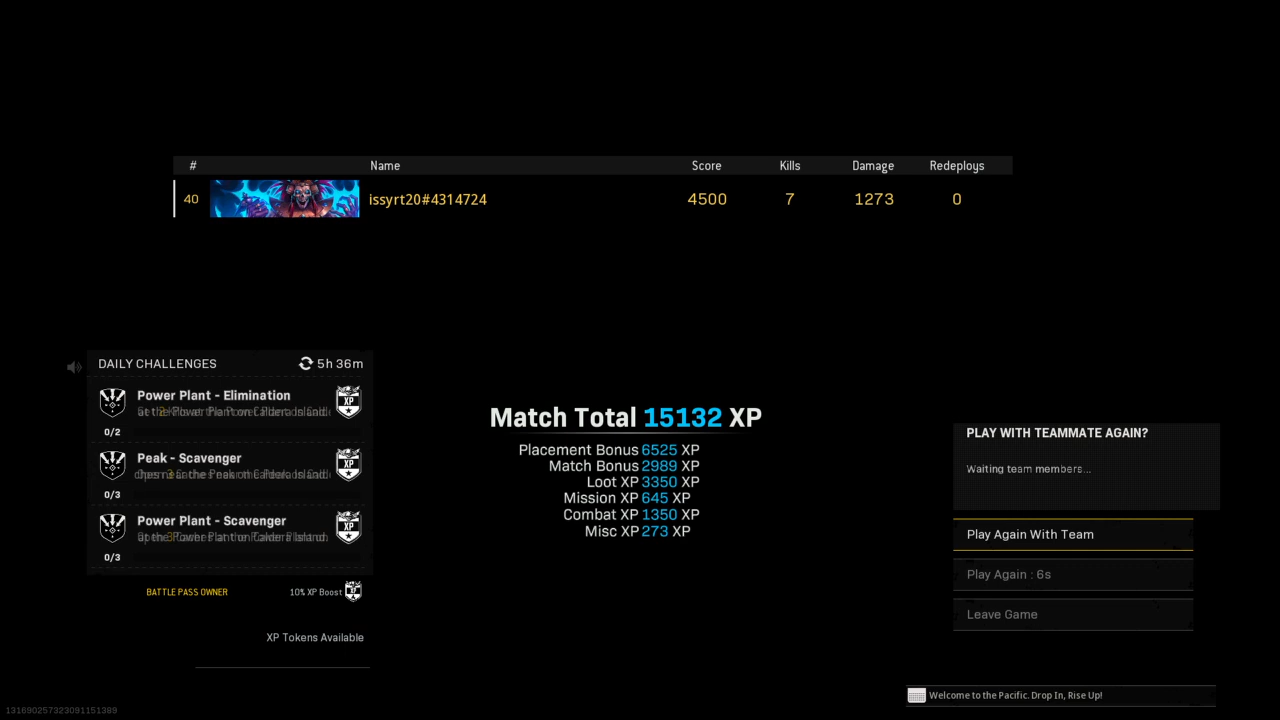 # Name Score Kills Damage Redeploys
40 issyrt20#4314724 4500 7 1273 0
DAILY CHALLENGES 5h 36m
Power Plant - Elimination
XP
0/2
Peak - Scavenger
XP
0/3
Power Plant - Scavenger
XP
0/3
BATTLE PASS OWNER 10% XP Boost
XP Tokens Available
Match Total 15132 XP
Placement Bonus 6525 XP
Match Bonus 2989 XP
Loot XP 3350 XP
Mission XP 645 XP
Combat XP 1350 XP
Misc XP 273 XP
PLAY WITH TEAMMATE AGAIN?
Waiting team members...
Play Again With Team
Play Again : 6s
Leave Game
Welcome to the Pacific. Drop In, Rise Up!
131690257323091151389